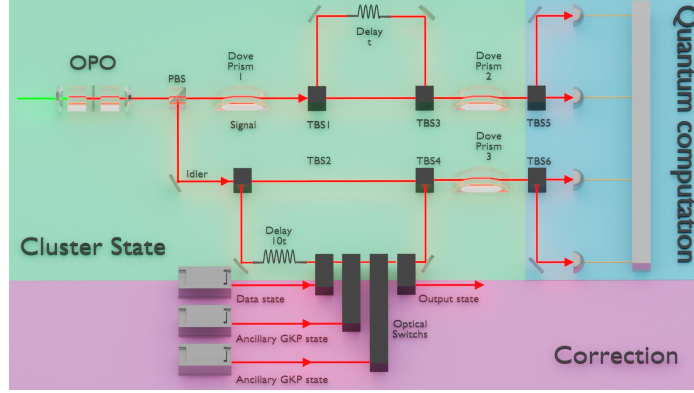 Delay
t
OPO
PBS
Dove
Prism
1
Dove
Prism
2
Signal
TBS1
TBS3
TBS5
Dove
Prism
3
Idler
TBS2
TBS4
TBS6
Quantum computation
Cluster State
Delay
10t
Data state
Output state
Ancillary GKP state
Optical
Switchs
Ancillary GKP state
Correction